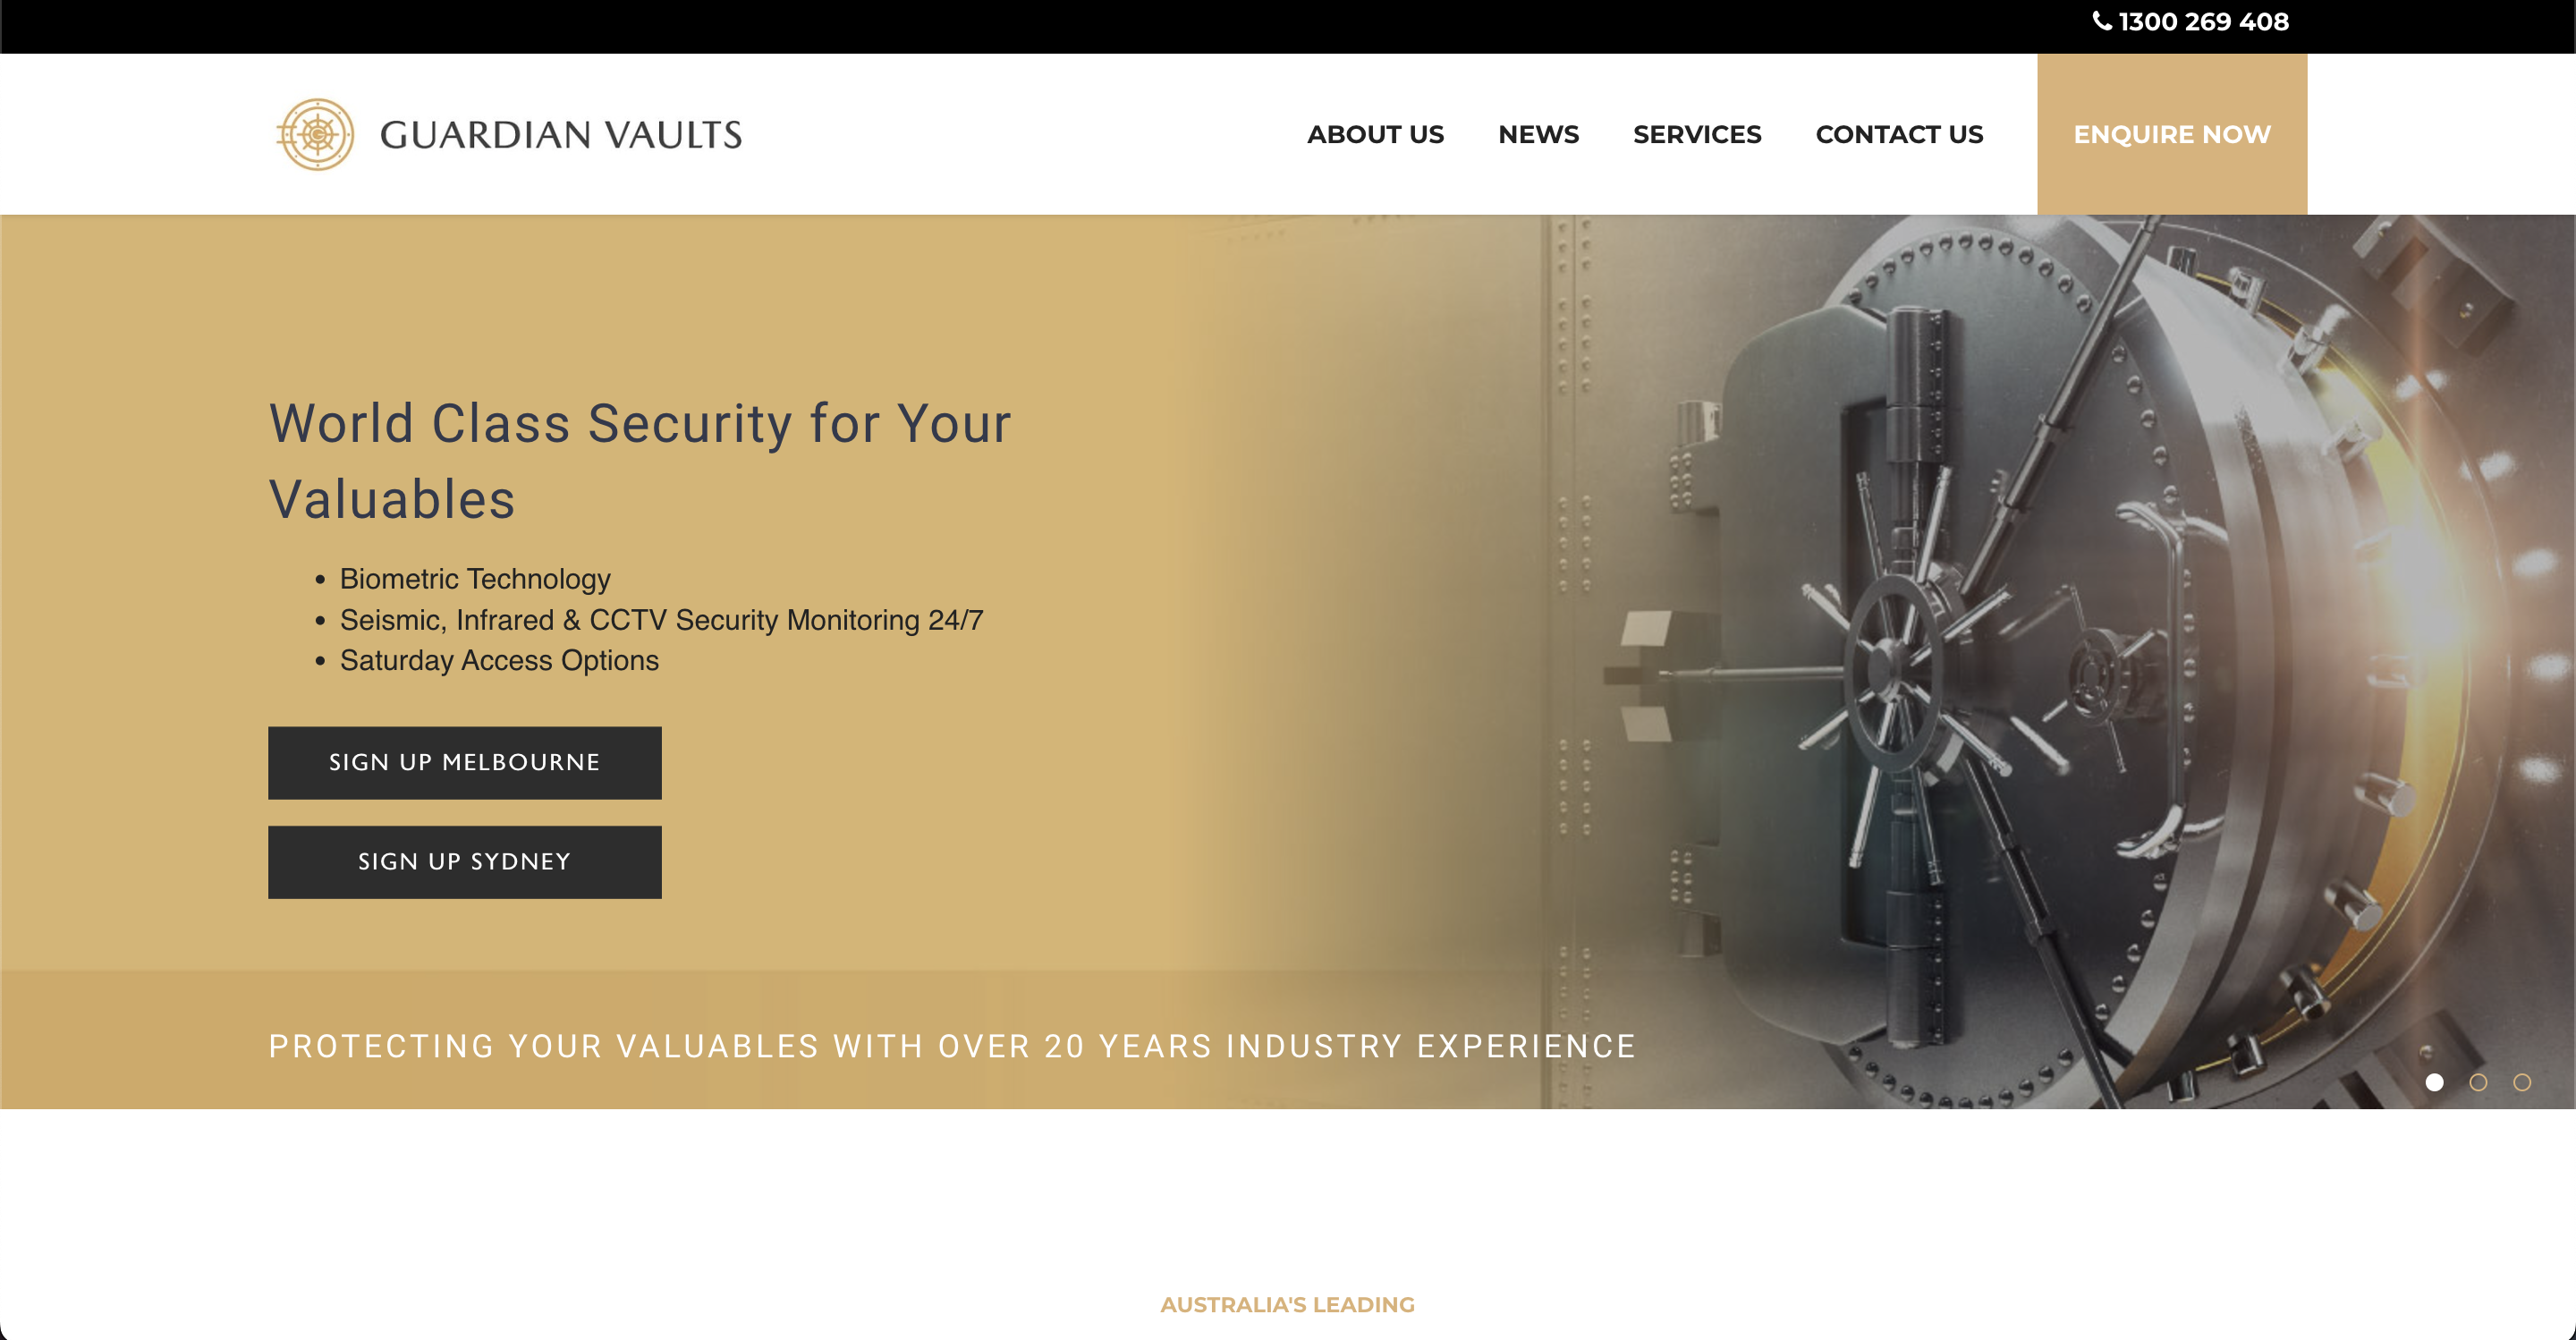 1300 269 408
GUARDIAN VAULTS
ABOUT US
NEWS
SERVICES
CONTACT US
ENQUIRE NOW
World Class Security for Your
Valuables
• Biometric Technology
• Seismic, Infrared & CCTV Security Monitoring 24/7
• Saturday Access Options
SIGN UP MELBOURNE
SIGN UP SYDNEY
PROTECTING YOUR VALUABLES WITH OVER 20 YEARS INDUSTRY EXPERIENCE
AUSTRALIA'S LEADING